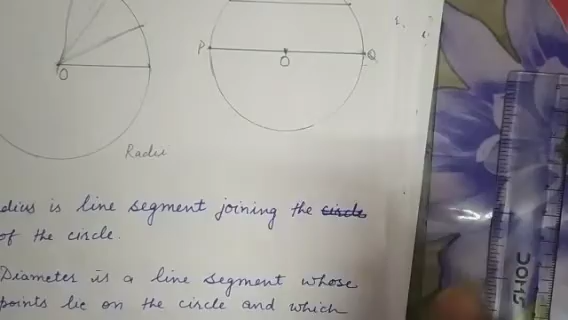 P
O
Q
O
Radii
dius is line segment joining the circle
of the circle.
Diameter is a line segment whose
points lie on the circle and which